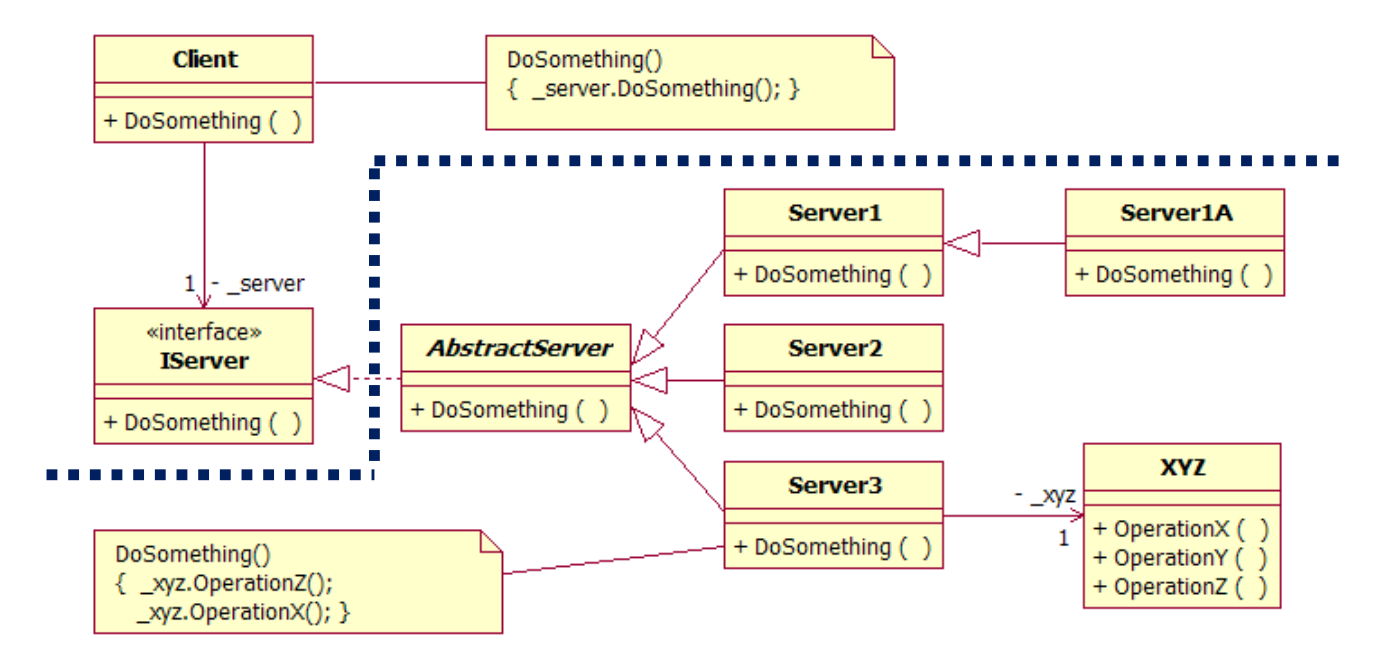 Client
+ DoSomething ( )
DoSomething()
{ _server.DoSomething(); }
1 - _server
«interface»
IServer
+ DoSomething ( )
AbstractServer
+ DoSomething ( )
Server1
+ DoSomething ( )
Server1A
+ DoSomething ( )
Server2
+ DoSomething ( )
Server3
+ DoSomething ( )
- _xyz
1
XYZ
+ OperationX ( )
+ OperationY ( )
+ OperationZ ( )
DoSomething()
{ _xyz.OperationZ();
_xyz.OperationX(); }